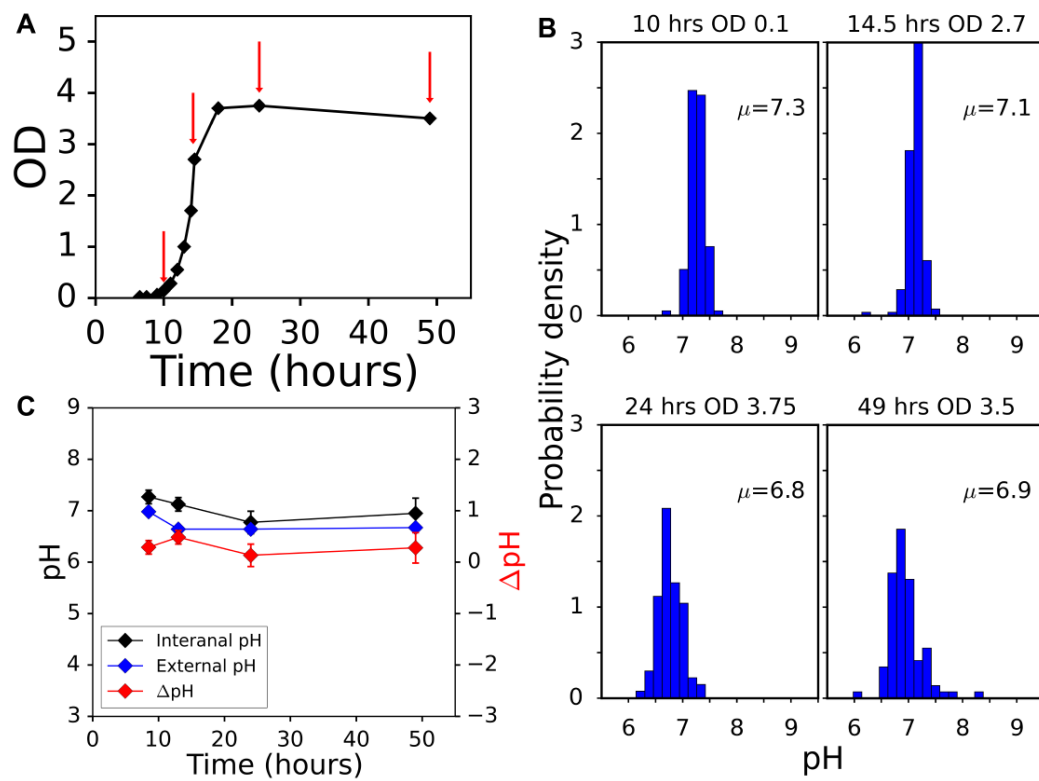 A
5
4
3
2
1
0
OD
0 10 20 30 40 50
Time (hours)
B
Probability density
10 hrs OD 0.1
14.5 hrs OD 2.7
3
2
1
0
μ=7.3
μ=7.1
6 7 8 9
6 7 8 9
24 hrs OD 3.75
49 hrs OD 3.5
3
2
1
0
μ=6.8
μ=6.9
6 7 8 9
6 7 8 9
pH
C
9
8
7
6
5
4
3
pH
3
2
1
0
−1
−2
−3
ΔpH
Interanal pH
External pH
ΔpH
0 10 20 30 40 50
Time (hours)